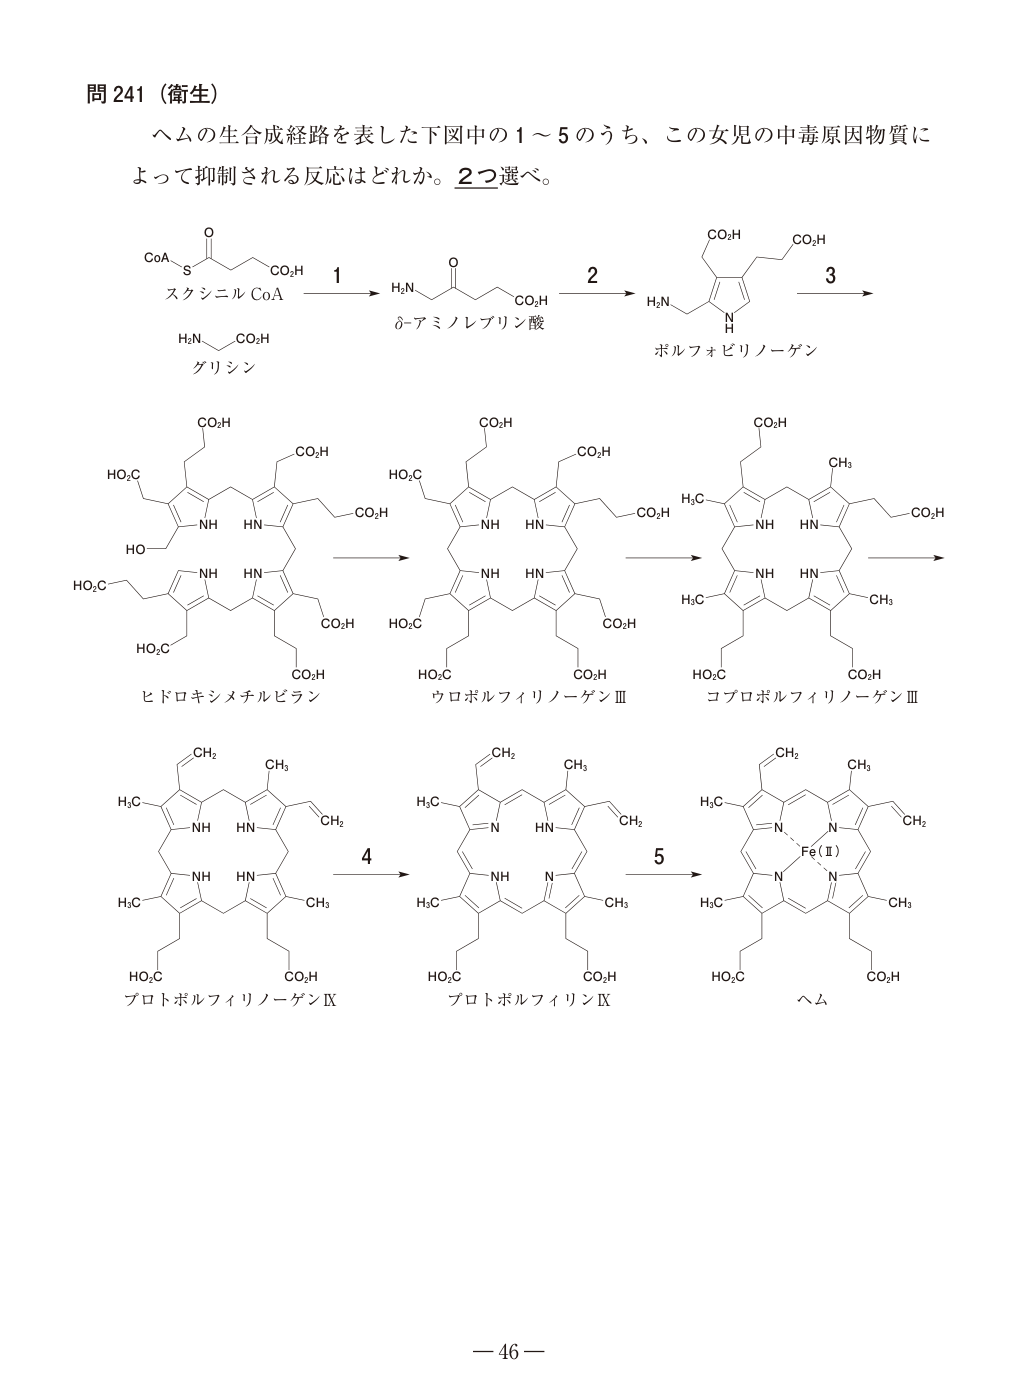 問 241（衛生）
ヘムの生合成経路を表した下図中の 1 ～ 5 のうち、この女児の中毒原因物質に
よって抑制される反応はどれか。２つ選べ。
O
CoA
S
CO₂H
スクシニル CoA
H₂N
CO₂H
グリシン
1
H₂N
O
CO₂H
δ-アミノレブリン酸
2
CO₂H
CO₂H
H₂N
N
H
ポルフォビリノーゲン
3
CO₂H
HO₂C
CO₂H
CO₂H
NH
HN
HO
HO₂C
NH
HN
HO₂C
CO₂H
CO₂H
ヒドロキシメチルビラン
CO₂H
HO₂C
CO₂H
CO₂H
NH
HN
NH
HN
HO₂C
CO₂H
HO₂C
CO₂H
ウロポルフィリノーゲンⅢ
CO₂H
CH₃
H₃C
CO₂H
NH
HN
NH
HN
H₃C
CH₃
HO₂C
CO₂H
コプロポルフィリノーゲンⅢ
CH₂
CH₃
H₃C
CH₂
NH
HN
NH
HN
H₃C
CH₃
HO₂C
CO₂H
プロトポルフィリノーゲンⅨ
4
CH₂
CH₃
H₃C
CH₂
N
HN
NH
N
H₃C
CH₃
HO₂C
CO₂H
プロトポルフィリンⅨ
5
CH₂
CH₃
H₃C
CH₂
N
N
Fe(Ⅱ)
N
N
H₃C
CH₃
HO₂C
CO₂H
ヘム
— 46 —